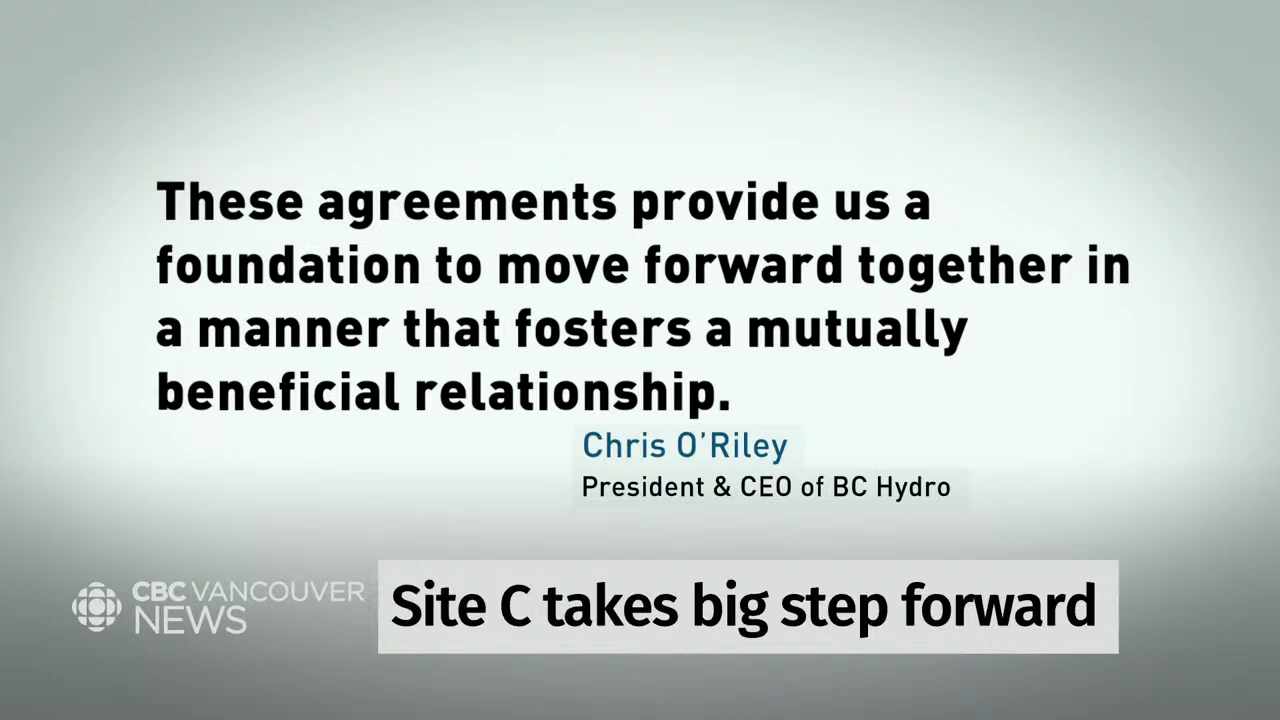 These agreements provide us a
foundation to move forward together in
a manner that fosters a mutually
beneficial relationship.
Chris O'Riley
President & CEO of BC Hydro
CBC VANCOUVER
NEWS
Site C takes big step forward